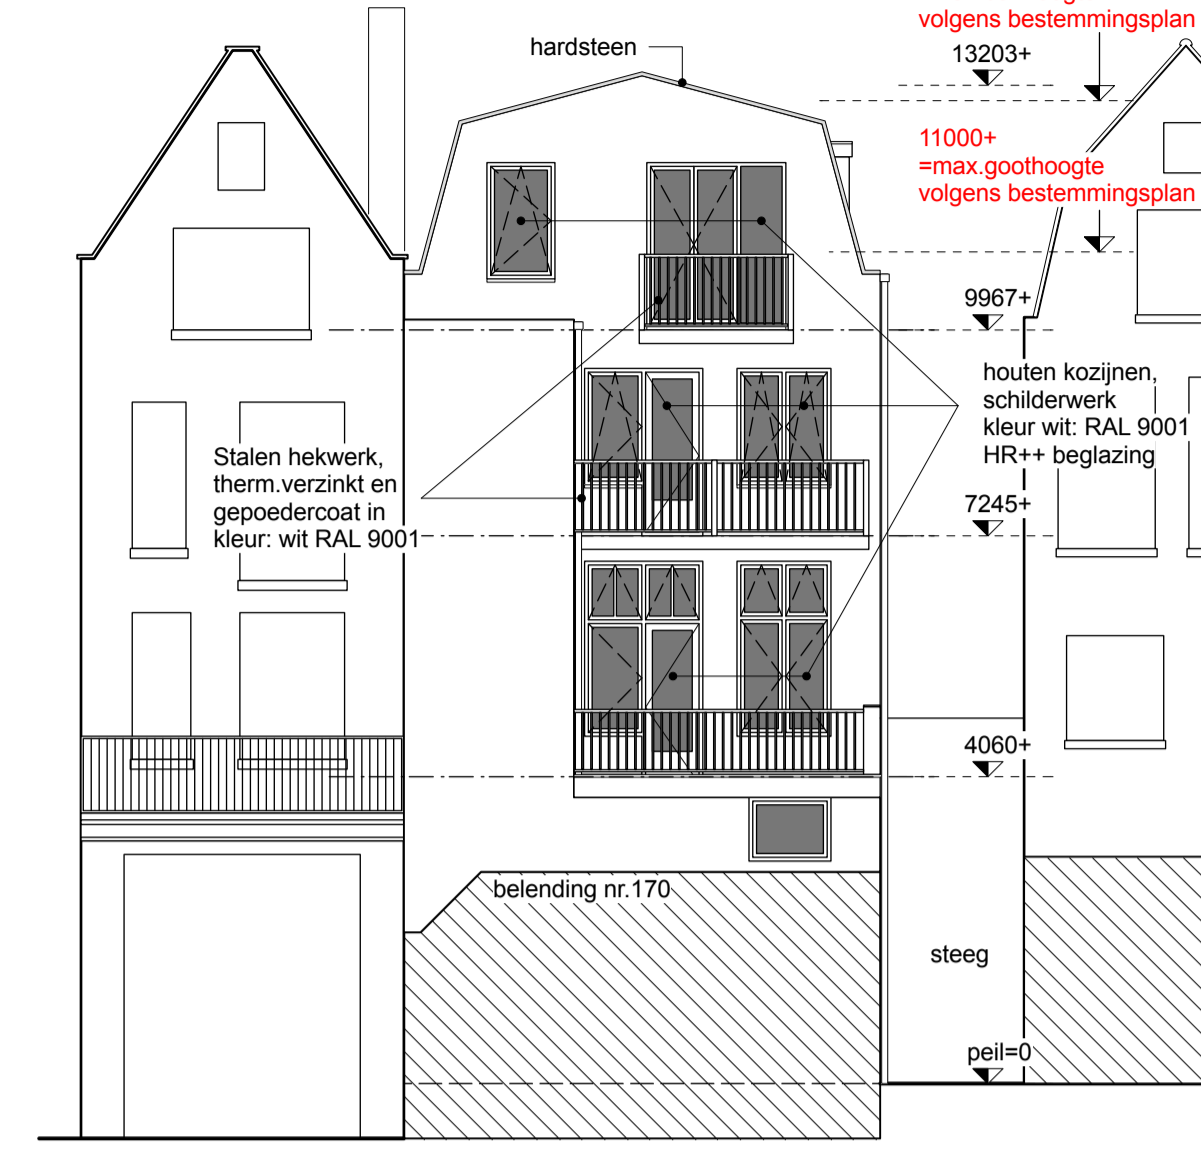 volgens bestemmingsplan
hardsteen
13203+
11000+
=max.goothoogte
volgens bestemmingsplan
9967+
houten kozijnen,
schilderwerk
kleur wit: RAL 9001
HR++ beglazing
Stalen hekwerk,
therm.verzinkt en
gepoedercoat in
kleur: wit RAL 9001
7245+
4060+
belending nr.170
steeg
peil=0